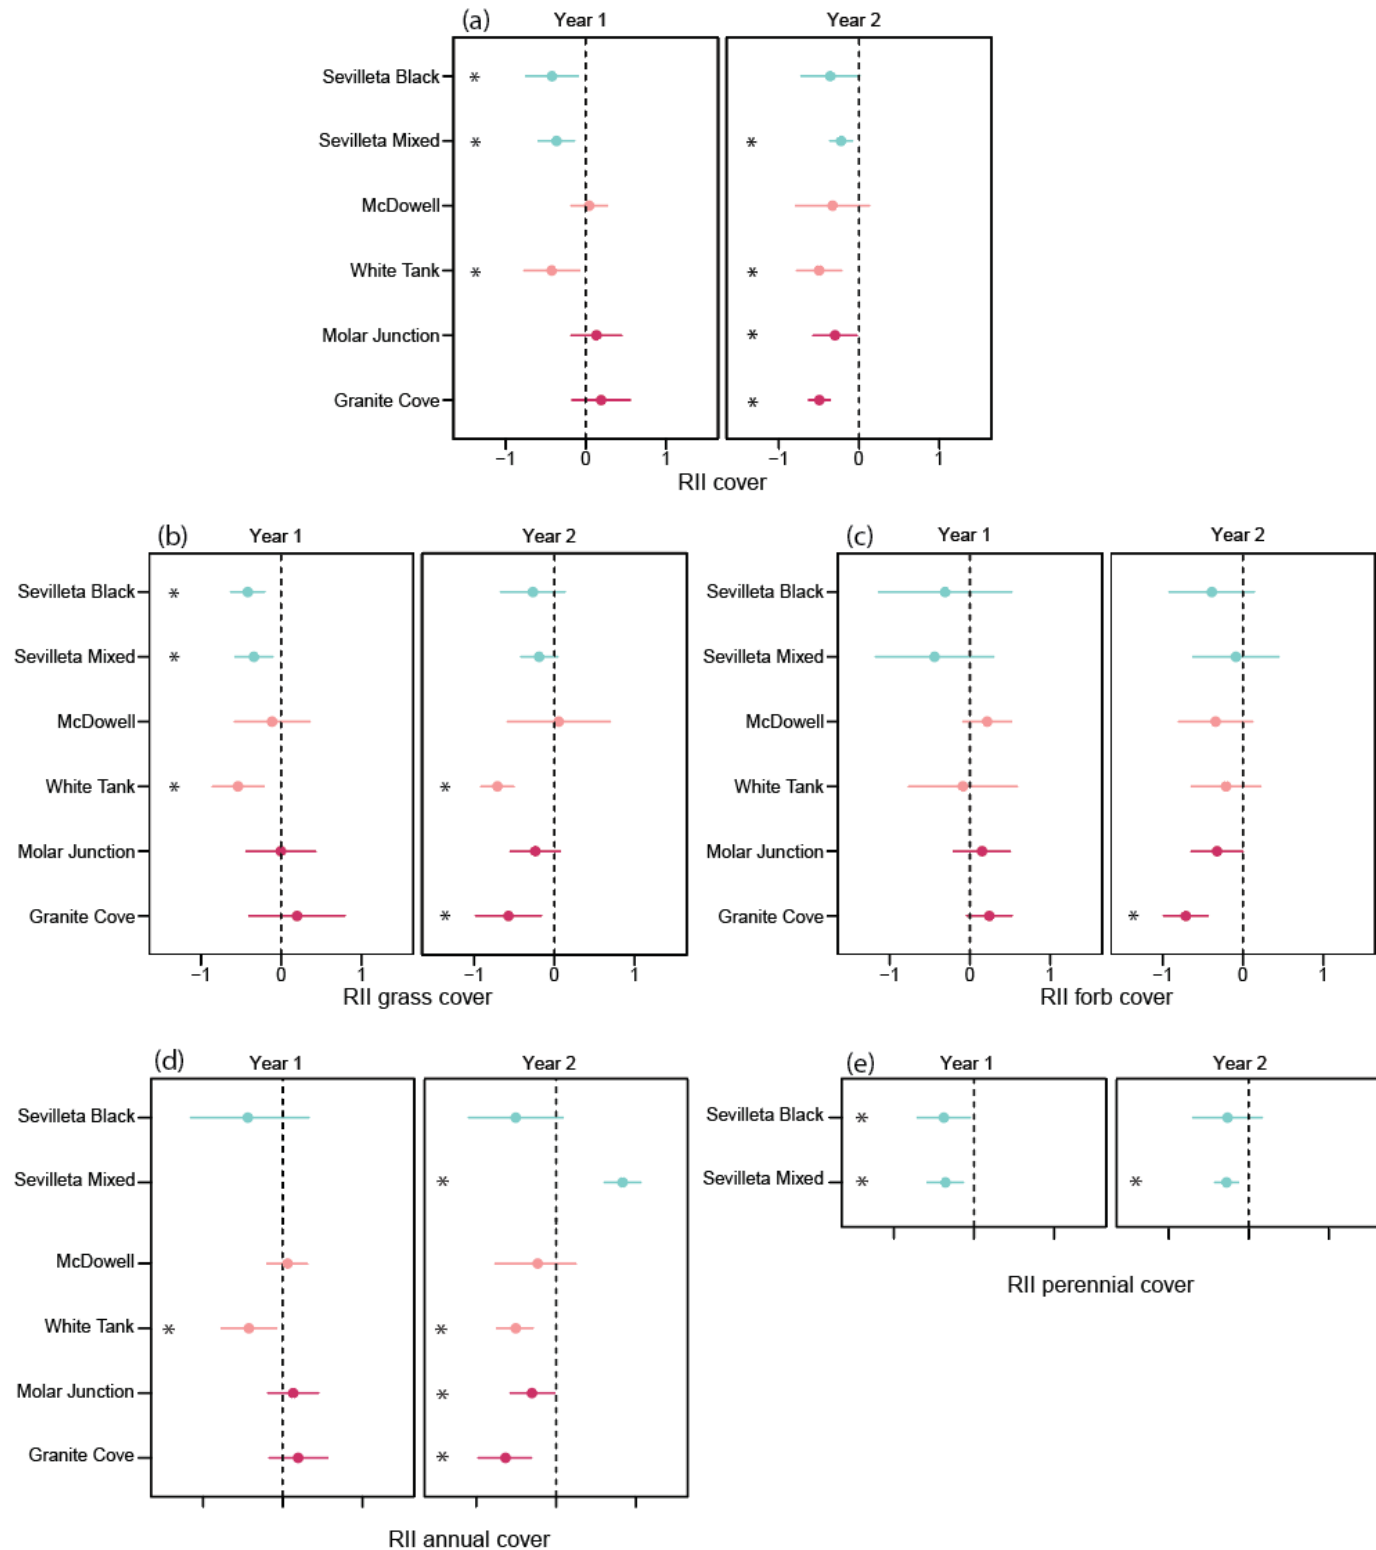 (a)
Year 1
Year 2
Sevilleta Black
*
Sevilleta Mixed
*
*
McDowell
White Tank
*
*
Molar Junction
*
Granite Cove
*
−1
0
1
−1
0
1
RII cover
(b)
Year 1
Year 2
Sevilleta Black
*
Sevilleta Mixed
*
McDowell
White Tank
*
*
Molar Junction
Granite Cove
*
−1
0
1
−1
0
1
RII grass cover
(c)
Year 1
Year 2
Sevilleta Black
Sevilleta Mixed
McDowell
White Tank
Molar Junction
Granite Cove
*
−1
0
1
−1
0
1
RII forb cover
(d)
Year 1
Year 2
Sevilleta Black
Sevilleta Mixed
*
McDowell
White Tank
*
*
Molar Junction
*
Granite Cove
*
RII annual cover
(e)
Year 1
Year 2
Sevilleta Black
*
Sevilleta Mixed
*
*
RII perennial cover